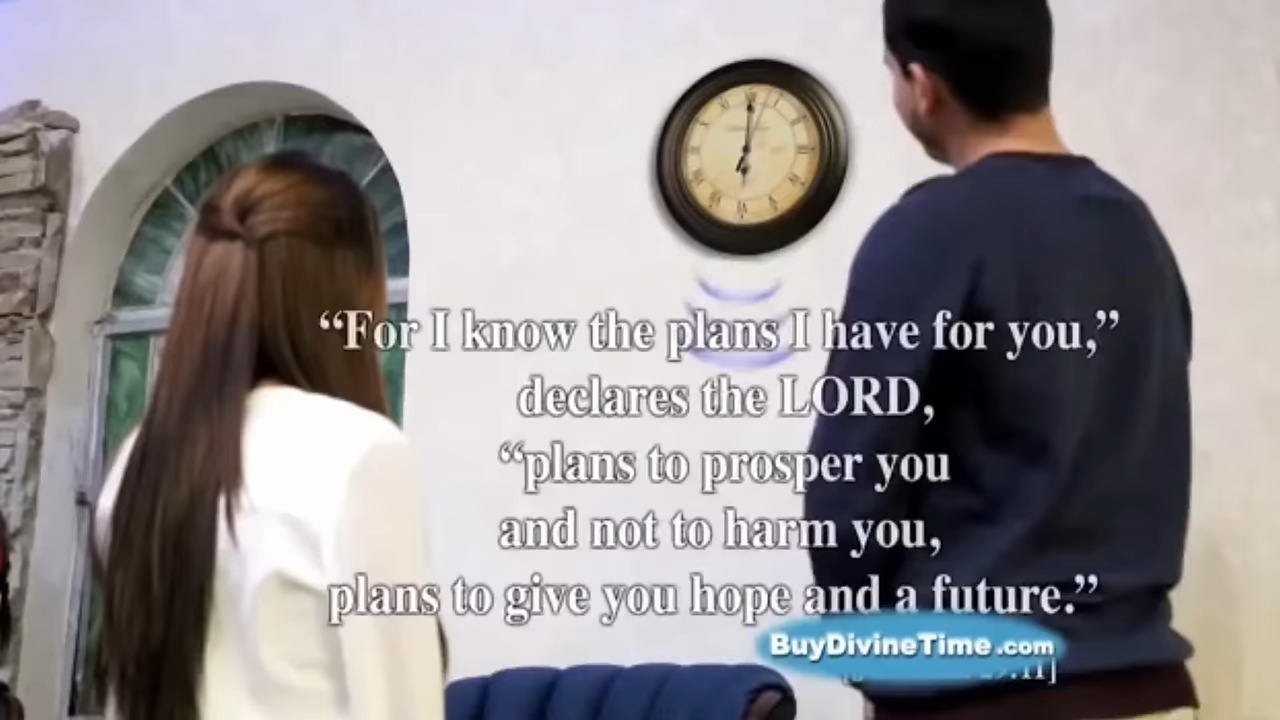 “For I know the plans I have for you,”
declares the LORD,
“plans to prosper you
and not to harm you,
plans to give you hope and a future.”
BuyDivineTime.com